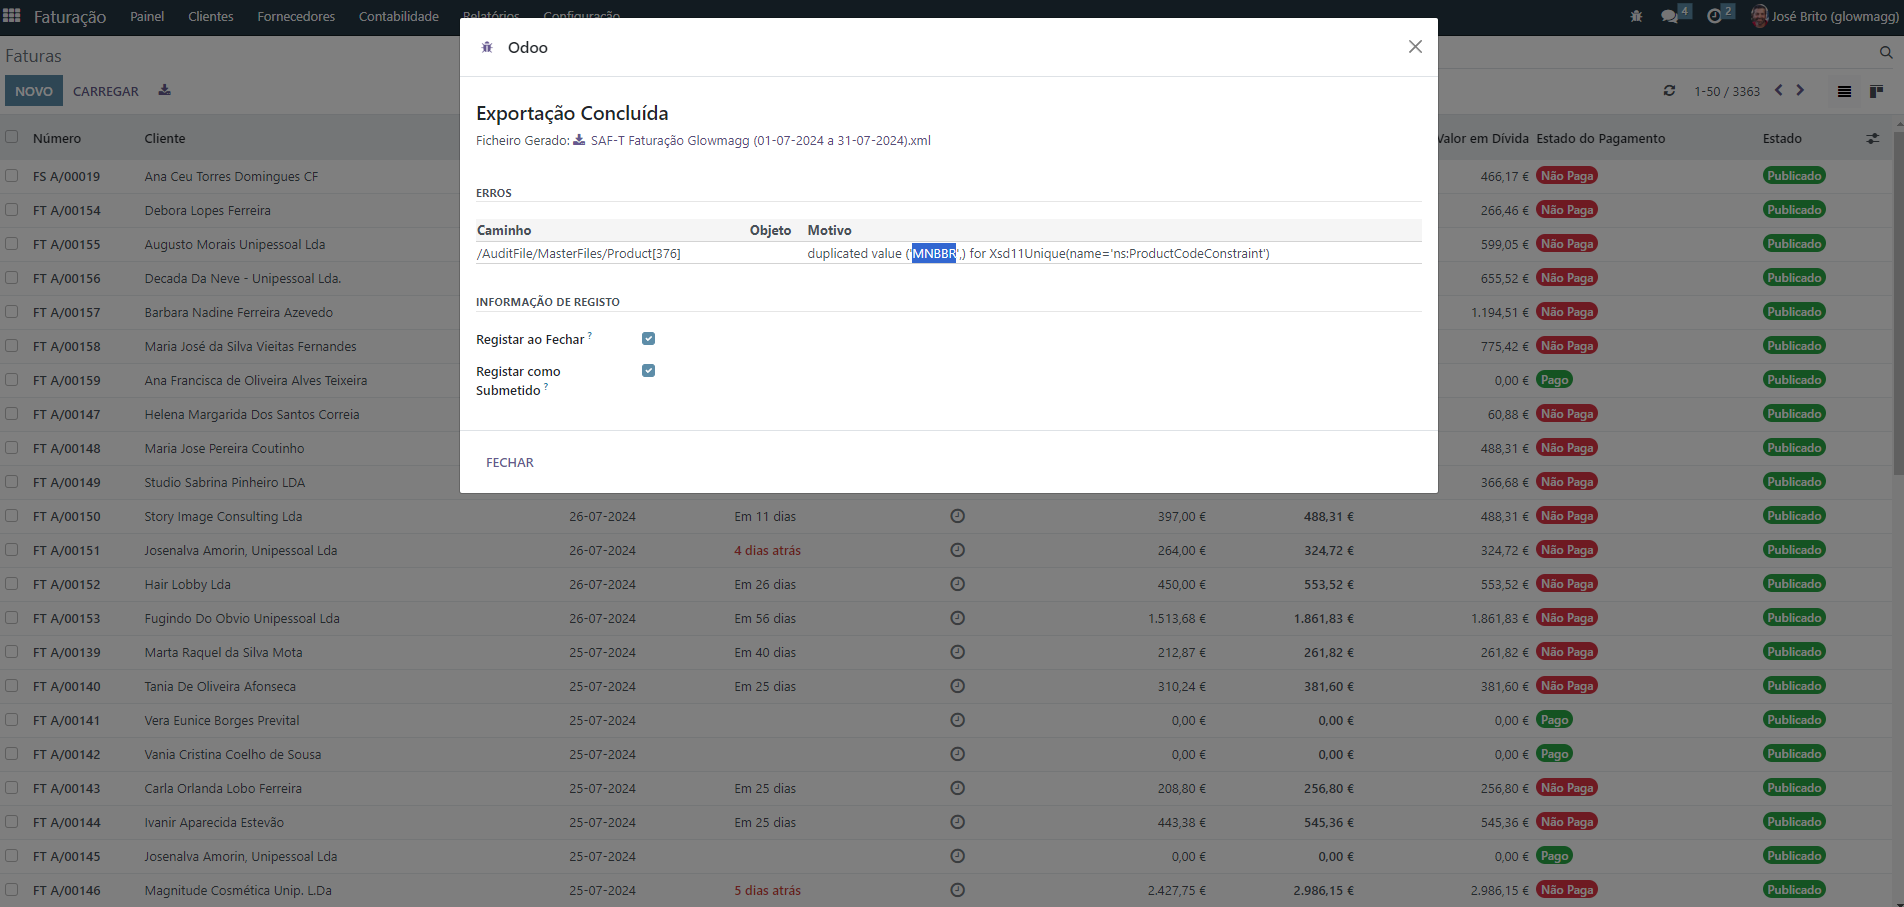 Faturação Painel Clientes Fornecedores Contabilidade Relatórios Configuração 4 2 José Brito (glowmagg)
Faturas
NOVO CARREGAR
1-50 / 3363
Odoo
Exportação Concluída
Ficheiro Gerado: SAF-T Faturação Glowmagg (01-07-2024 a 31-07-2024).xml
ERROS
Caminho Objeto Motivo
/AuditFile/MasterFiles/Product[376] duplicated value ('MNBBR',) for Xsd11Unique(name='ns:ProductCodeConstraint')
INFORMAÇÃO DE REGISTO
Registar ao Fechar ?
Registar como
Submetido ?
FECHAR
Número Cliente Valor em Dívida Estado do Pagamento Estado
FS A/00019 Ana Ceu Torres Domingues CF 466,17 € Não Paga Publicado
FT A/00154 Debora Lopes Ferreira 266,46 € Não Paga Publicado
FT A/00155 Augusto Morais Unipessoal Lda 599,05 € Não Paga Publicado
FT A/00156 Decada Da Neve - Unipessoal Lda. 655,52 € Não Paga Publicado
FT A/00157 Barbara Nadine Ferreira Azevedo 1.194,51 € Não Paga Publicado
FT A/00158 Maria José da Silva Vieitas Fernandes 775,42 € Não Paga Publicado
FT A/00159 Ana Francisca de Oliveira Alves Teixeira 0,00 € Pago Publicado
FT A/00147 Helena Margarida Dos Santos Correia 60,88 € Não Paga Publicado
FT A/00148 Maria Jose Pereira Coutinho 488,31 € Não Paga Publicado
FT A/00149 Studio Sabrina Pinheiro LDA 366,68 € Não Paga Publicado
FT A/00150 Story Image Consulting Lda 26-07-2024 Em 11 dias 397,00 € 488,31 € 488,31 € Não Paga Publicado
FT A/00151 Josenalva Amorin, Unipessoal Lda 26-07-2024 4 dias atrás 264,00 € 324,72 € 324,72 € Não Paga Publicado
FT A/00152 Hair Lobby Lda 26-07-2024 Em 26 dias 450,00 € 553,52 € 553,52 € Não Paga Publicado
FT A/00153 Fugindo Do Obvio Unipessoal Lda 26-07-2024 Em 56 dias 1.513,68 € 1.861,83 € 1.861,83 € Não Paga Publicado
FT A/00139 Marta Raquel da Silva Mota 25-07-2024 Em 40 dias 212,87 € 261,82 € 261,82 € Não Paga Publicado
FT A/00140 Tania De Oliveira Afonseca 25-07-2024 Em 25 dias 310,24 € 381,60 € 381,60 € Não Paga Publicado
FT A/00141 Vera Eunice Borges Prevital 25-07-2024 0,00 € 0,00 € 0,00 € Pago Publicado
FT A/00142 Vania Cristina Coelho de Sousa 25-07-2024 0,00 € 0,00 € 0,00 € Pago Publicado
FT A/00143 Carla Orlanda Lobo Ferreira 25-07-2024 Em 25 dias 208,80 € 256,80 € 256,80 € Não Paga Publicado
FT A/00144 Ivanir Aparecida Estevão 25-07-2024 Em 25 dias 443,38 € 545,36 € 545,36 € Não Paga Publicado
FT A/00145 Josenalva Amorin, Unipessoal Lda 25-07-2024 0,00 € 0,00 € 0,00 € Pago Publicado
FT A/00146 Magnitude Cosmética Unip. L.Da 25-07-2024 5 dias atrás 2.427,75 € 2.986,15 € 2.986,15 € Não Paga Publicado